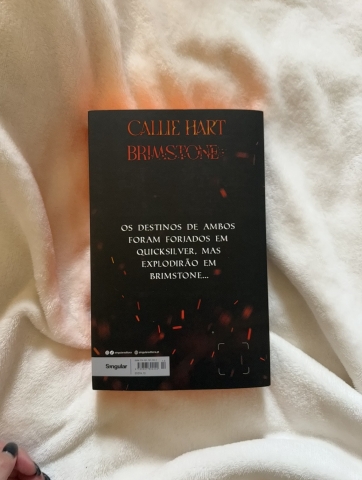 CALLIE HART
BRIMSTONE
OS DESTINOS DE AMBOS
FORAM FORJADOS EM
QUICKSILVER, MAS
EXPLODIRÃO EM
BRIMSTONE...
Singular